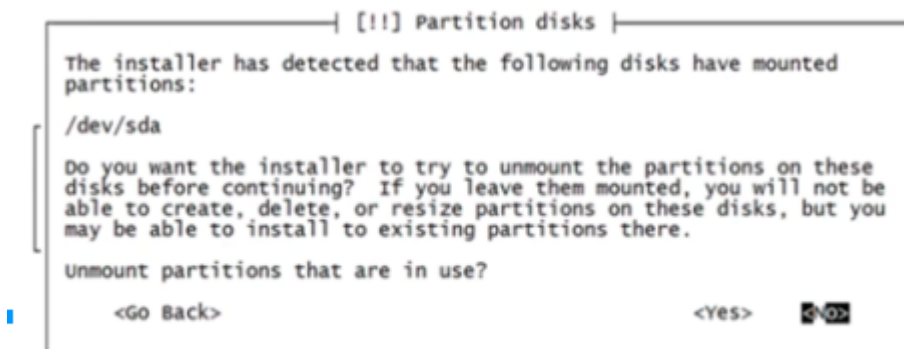 [!!] Partition disks
The installer has detected that the following disks have mounted
partitions:
/dev/sda
Do you want the installer to try to unmount the partitions on these
disks before continuing?  If you leave them mounted, you will not be
able to create, delete, or resize partitions on these disks, but you
may be able to install to existing partitions there.
Unmount partitions that are in use?
<Go Back> <Yes> <No>